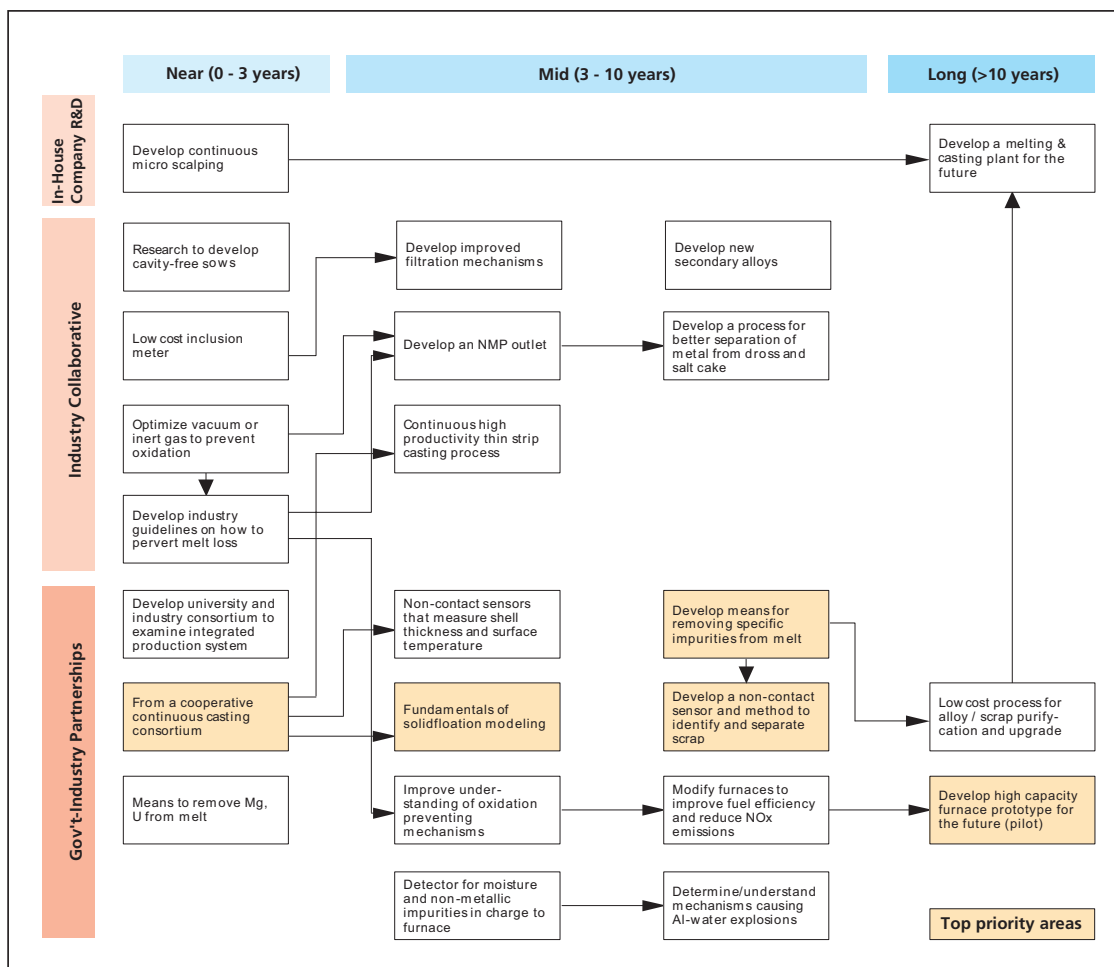 Near (0 - 3 years)
Mid (3 - 10 years)
Long (>10 years)
In-House
Company R&D
Develop continuous
micro scalping
Develop a melting &
casting plant for the
future
Industry Collaborative
Research to develop
cavity-free sows
Develop improved
filtration mechanisms
Develop new
secondary alloys
Low cost inclusion
meter
Develop an NMP outlet
Develop a process for
better separation of
metal from dross and
salt cake
Optimize vacuum or
inert gas to prevent
oxidation
Continuous high
productivity thin strip
casting process
Develop industry
guidelines on how to
pervert melt loss
Gov't-Industry Partnerships
Develop university and
industry consortium to
examine integrated
production system
Non-contact sensors
that measure shell
thickness and surface
temperature
Develop means for
removing specific
impurities from melt
From a cooperative
continuous casting
consortium
Fundamentals of
solidfloation modeling
Develop a non-contact
sensor and method to
identify and separate
scrap
Low cost process for
alloy / scrap purify-
cation and upgrade
Means to remove Mg,
U from melt
Improve under-
standing of oxidation
preventing
mechanisms
Modify furnaces to
improve fuel efficiency
and reduce NOx
emissions
Develop high capacity
furnace prototype for
the future (pilot)
Detector for moisture
and non-metallic
impurities in charge to
furnace
Determine/understand
mechanisms causing
Al-water explosions
Top priority areas